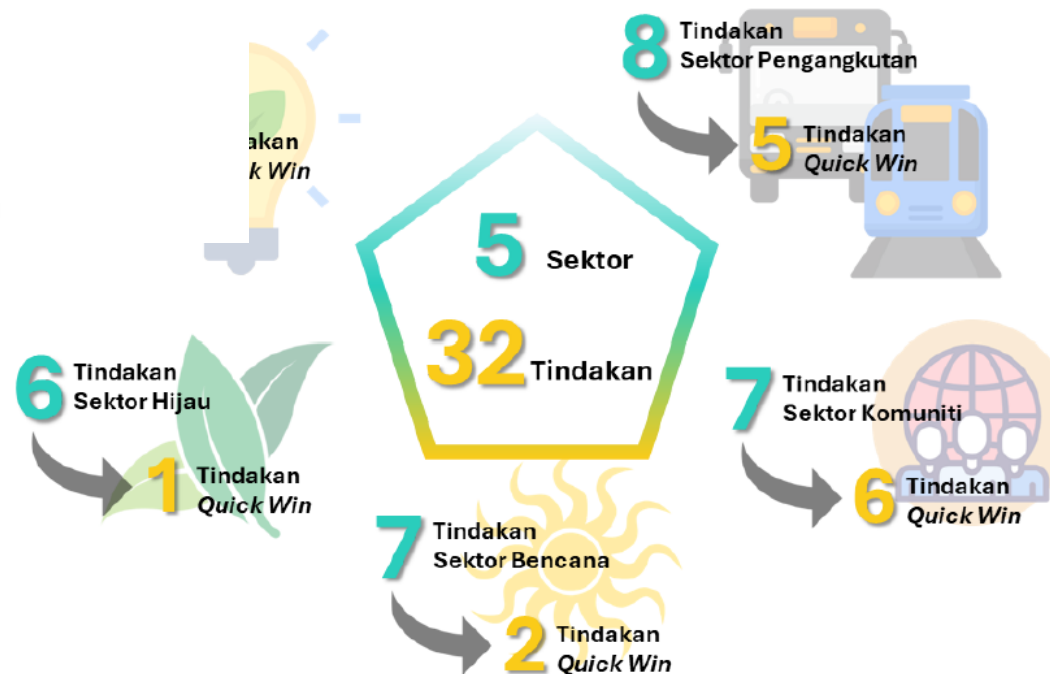 8 Tindakan
Sektor Pengangkutan
5 Tindakan
Quick Win
akan
k Win
5 Sektor
32 Tindakan
6 Tindakan
Sektor Hijau
1 Tindakan
Quick Win
7 Tindakan
Sektor Komuniti
6 Tindakan
Quick Win
7 Tindakan
Sektor Bencana
2 Tindakan
Quick Win